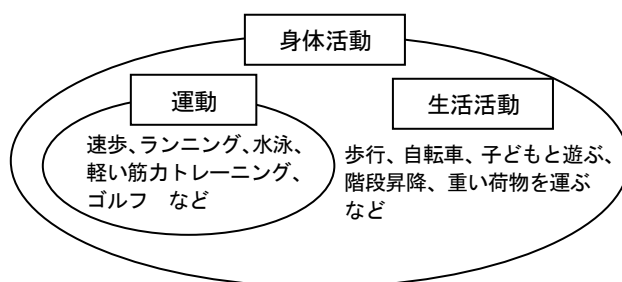 身体活動
運動
速歩、ランニング、水泳、
軽い筋力トレーニング、
ゴルフ　など
生活活動
歩行、自転車、子どもと遊ぶ、
階段昇降、重い荷物を運ぶ
など